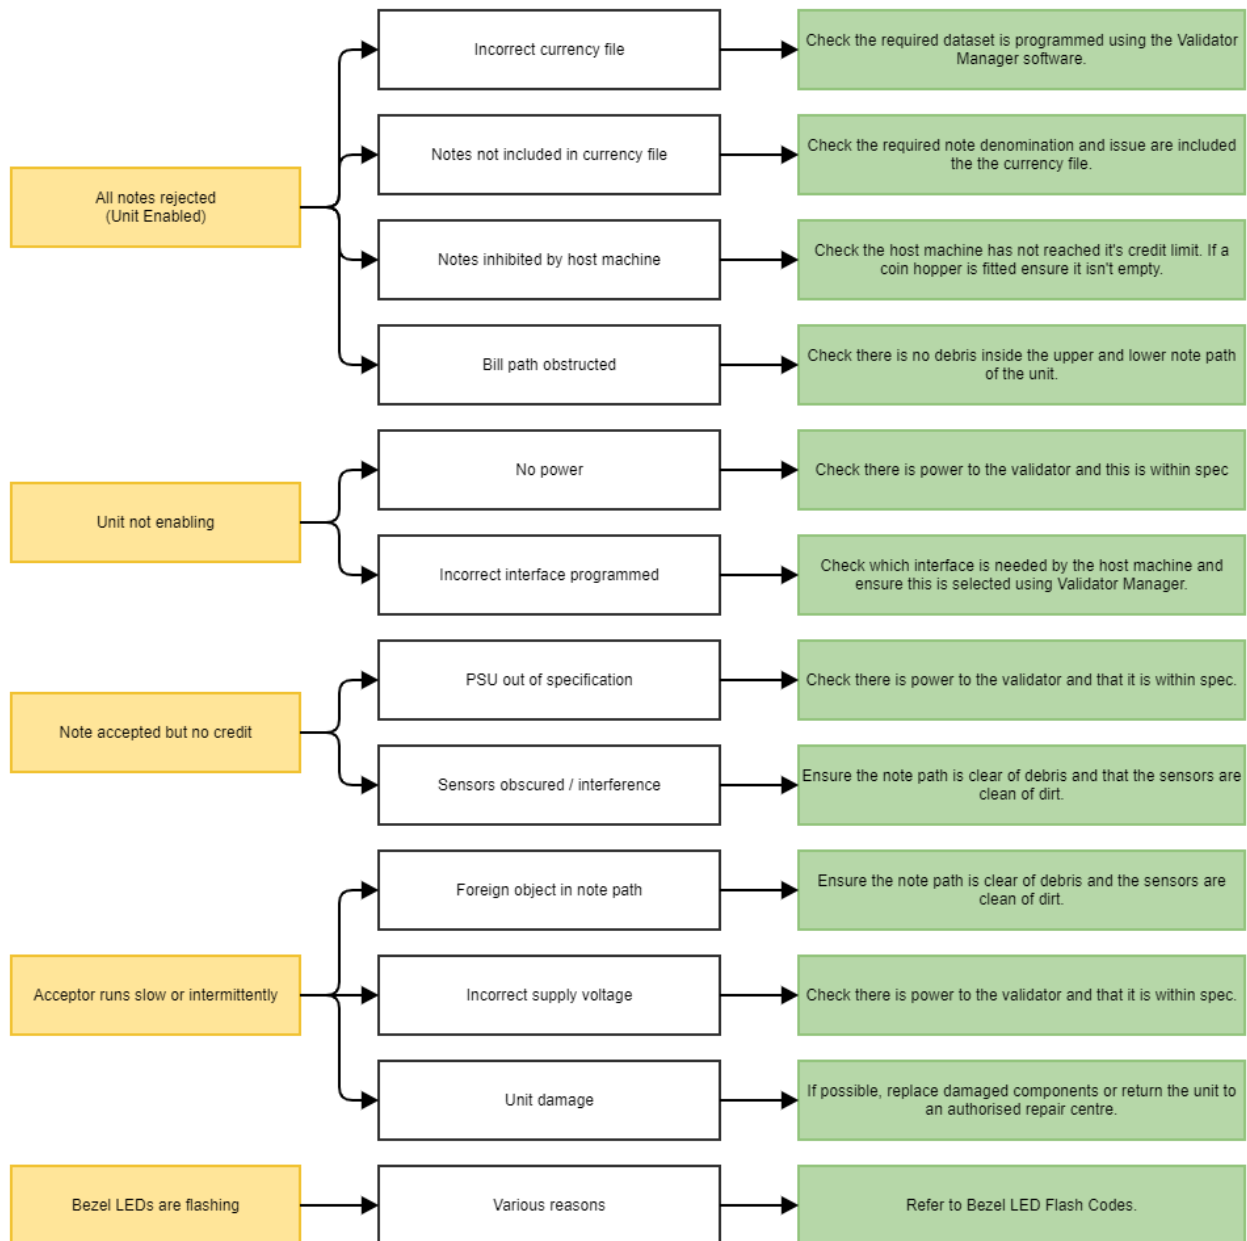 Incorrect currency file
Check the required dataset is programmed using the Validator
Manager software.
Notes not included in currency file
Check the required note denomination and issue are included
the the currency file.
All notes rejected
(Unit Enabled)
Notes inhibited by host machine
Check the host machine has not reached it's credit limit. If a
coin hopper is fitted ensure it isn't empty.
Bill path obstructed
Check there is no debris inside the upper and lower note path
of the unit.
Unit not enabling
No power
Check there is power to the validator and this is within spec
Incorrect interface programmed
Check which interface is needed by the host machine and
ensure this is selected using Validator Manager.
Note accepted but no credit
PSU out of specification
Check there is power to the validator and that it is within spec.
Sensors obscured / interference
Ensure the note path is clear of debris and that the sensors are
clean of dirt.
Acceptor runs slow or intermittently
Foreign object in note path
Ensure the note path is clear of debris and the sensors are
clean of dirt.
Incorrect supply voltage
Check there is power to the validator and that it is within spec.
Unit damage
If possible, replace damaged components or return the unit to
an authorised repair centre.
Bezel LEDs are flashing
Various reasons
Refer to Bezel LED Flash Codes.